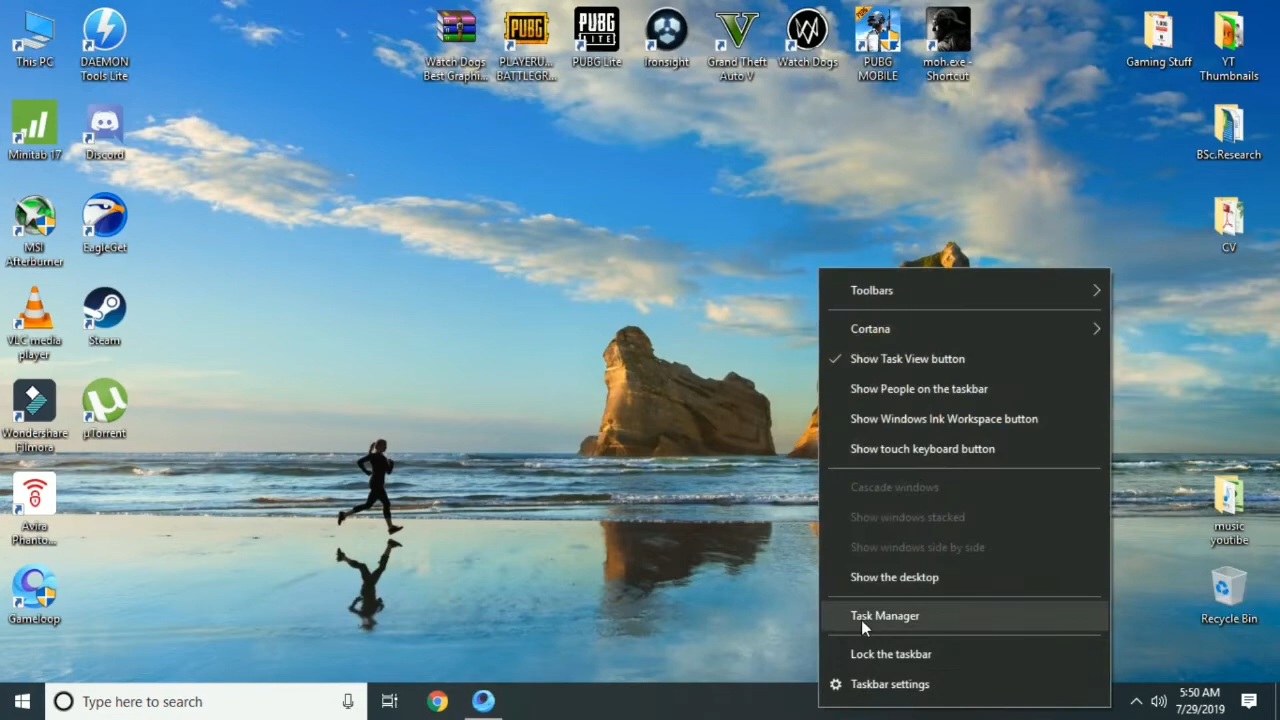 This PC
DAEMON
Tools Lite
Watch Dogs
Best Graphi...
PUBG
PLAYERU...
BATTLEGR...
PUBG
LITE
PUBG Lite
Ironsight
Grand Theft
Auto V
Watch Dogs
PUBG
MOBILE
moh.exe -
Shortcut
Gaming Stuff
YT
Thumbnails
Minitab 17
Discord
BSc.Research
MSI
Afterburner
EagleGet
CV
VLC media
player
Steam
Wondershare
Filmora
µTorrent
Avira
Phanto...
Gameloop
music
youtibe
Recycle Bin
Toolbars
Cortana
Show Task View button
Show People on the taskbar
Show Windows Ink Workspace button
Show touch keyboard button
Cascade windows
Show windows stacked
Show windows side by side
Show the desktop
Task Manager
Lock the taskbar
Taskbar settings
Type here to search
5:50 AM
7/29/2019